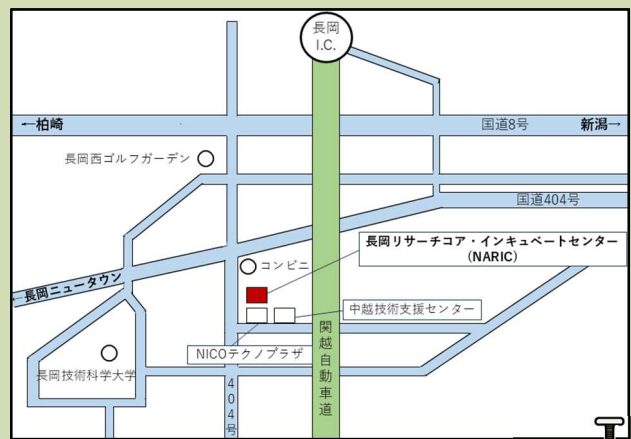 長岡
I.C.
←柏崎
国道8号
新潟→
長岡西ゴルフガーデン
国道404号
長岡リサーチコア・インキュベートセンター
(NARIC)
コンビニ
←長岡ニュータウン
中越技術支援センター
NICOテクノプラザ
関越自動車道
長岡技術科学大学
404号